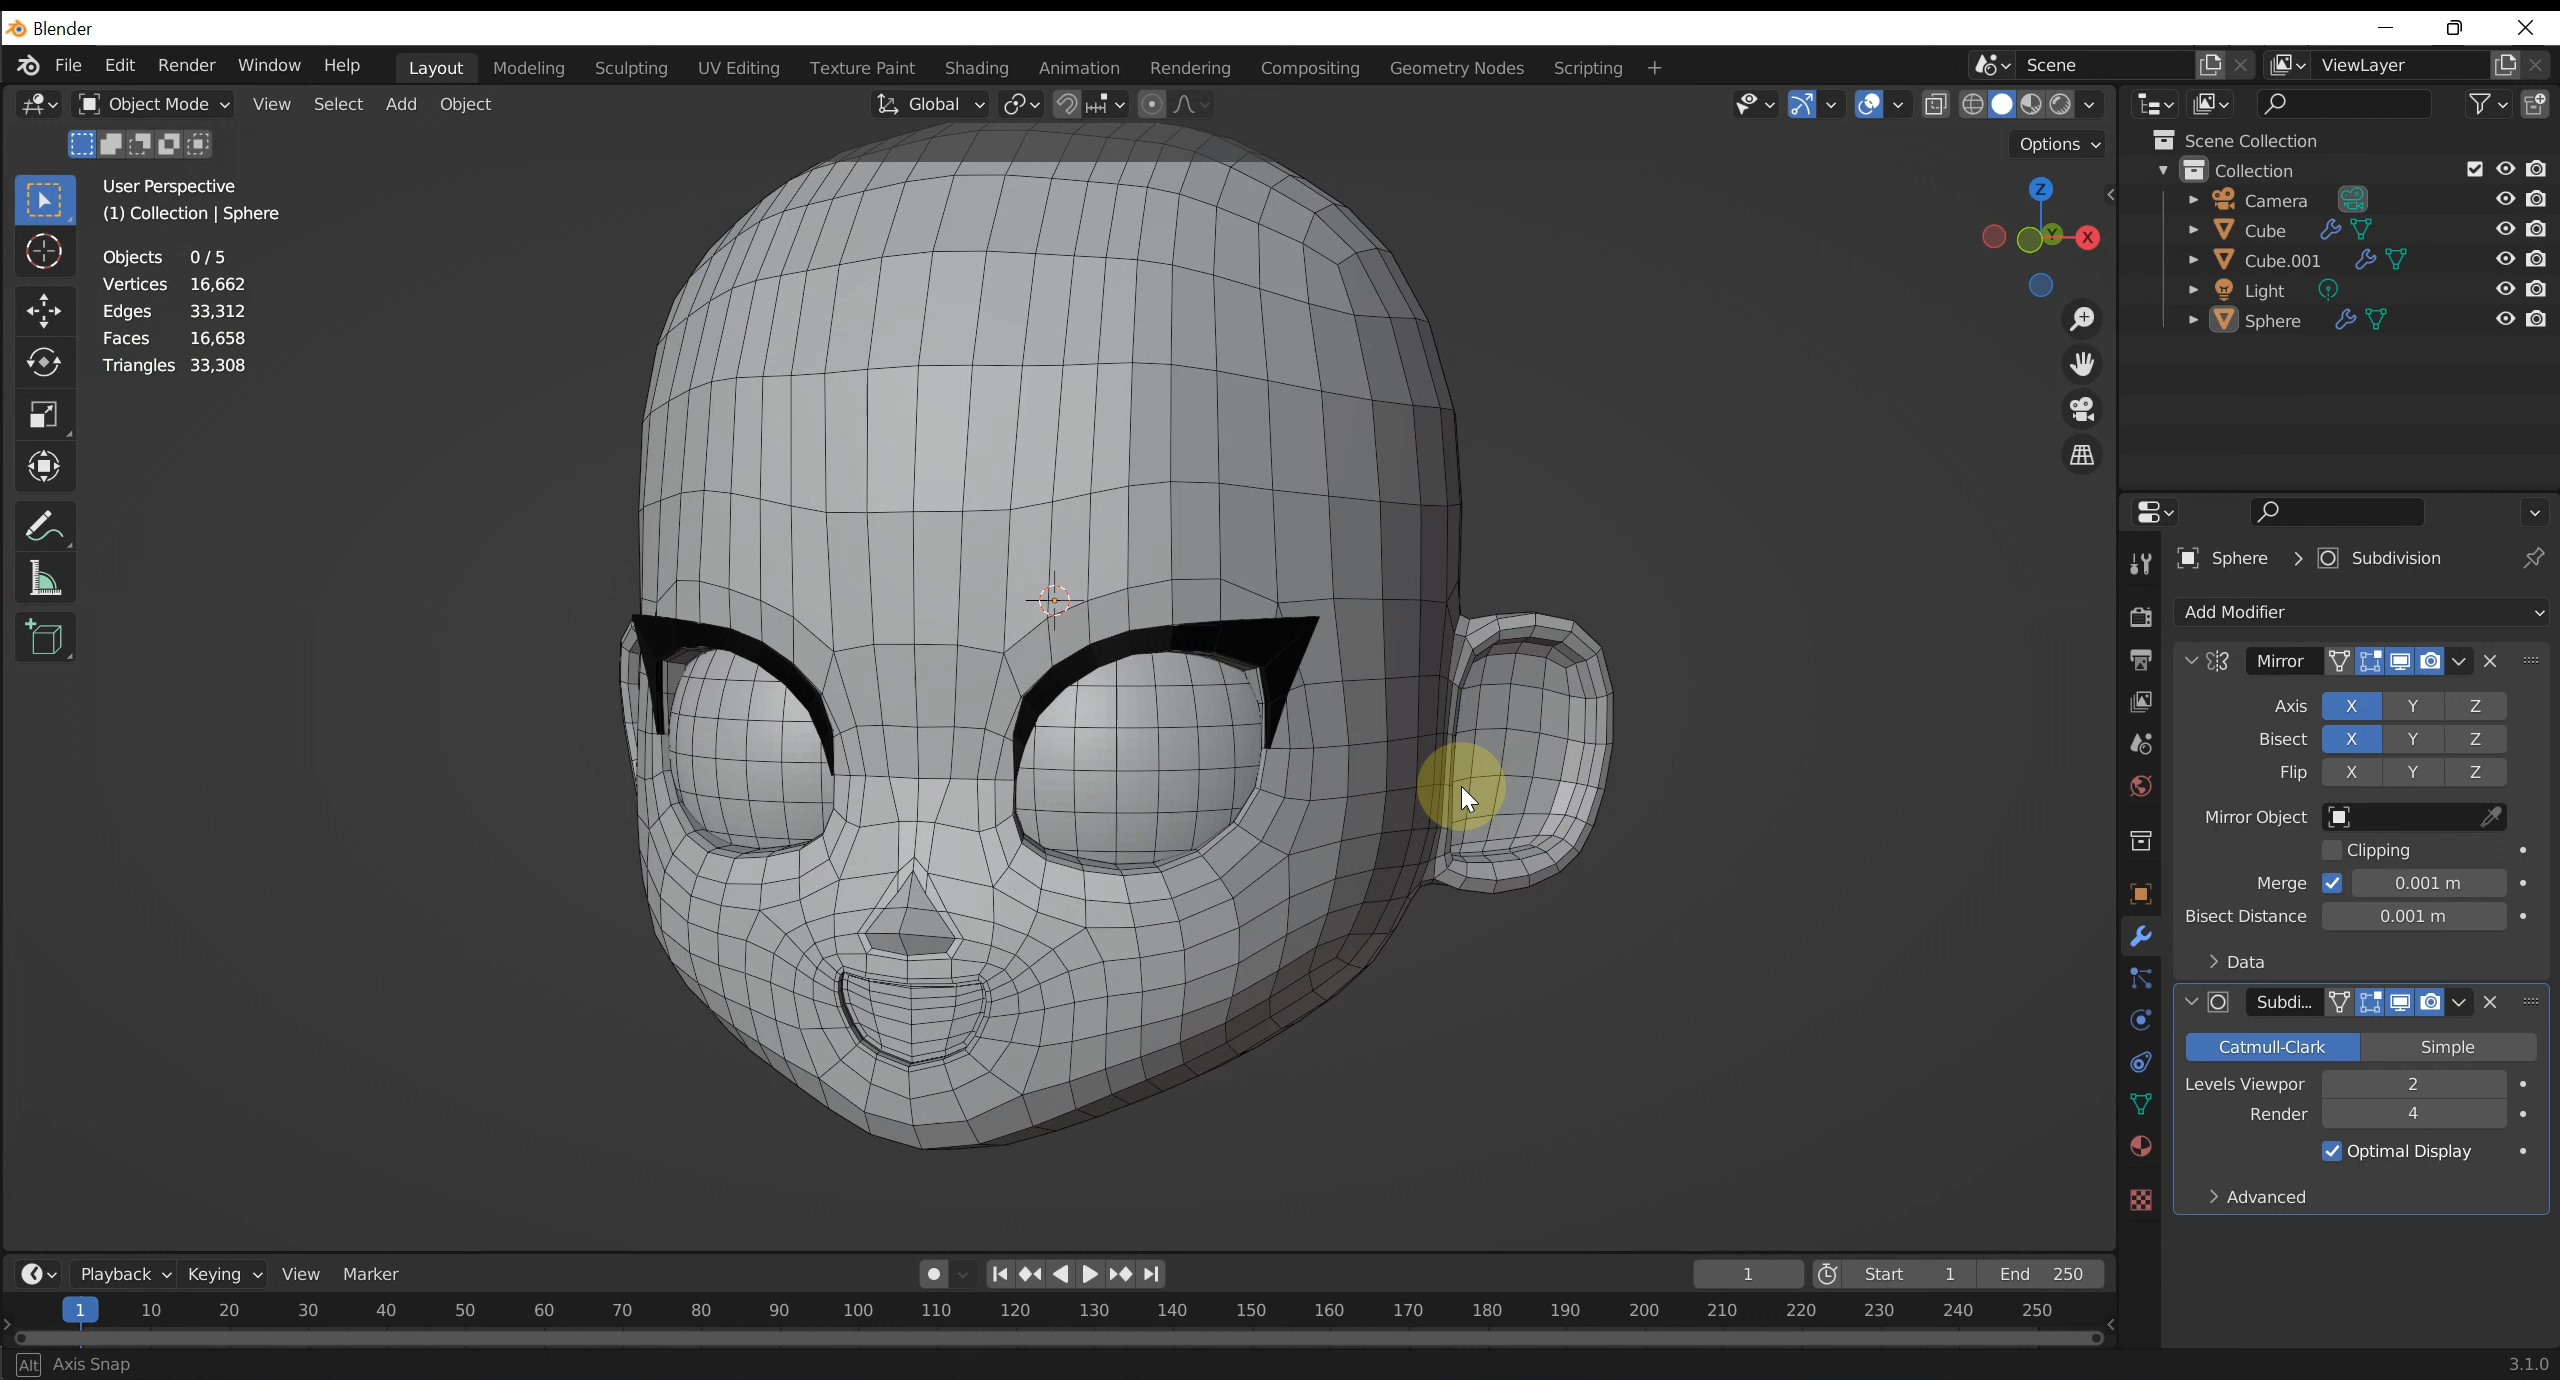 Blender
File Edit Render Window Help Layout Modeling Sculpting UV Editing Texture Paint Shading Animation Rendering Compositing Geometry Nodes Scripting + Scene ViewLayer
Object Mode View Select Add Object Global
Options
User Perspective
(1) Collection | Sphere
Objects 0 / 5
Vertices 16,662
Edges 33,312
Faces 16,658
Triangles 33,308
Z
Y
X
Scene Collection
Collection
Camera
Cube
Cube.001
Light
Sphere
Sphere > Subdivision
Add Modifier
Mirror
Axis X Y Z
Bisect X Y Z
Flip X Y Z
Mirror Object
Clipping
Merge 0.001 m
Bisect Distance 0.001 m
Data
Subdi...
Catmull-Clark Simple
Levels Viewpor 2
Render 4
Optimal Display
Advanced
Playback Keying View Marker 1 Start 1 End 250
1 10 20 30 40 50 60 70 80 90 100 110 120 130 140 150 160 170 180 190 200 210 220 230 240 250
Alt Axis Snap 3.1.0